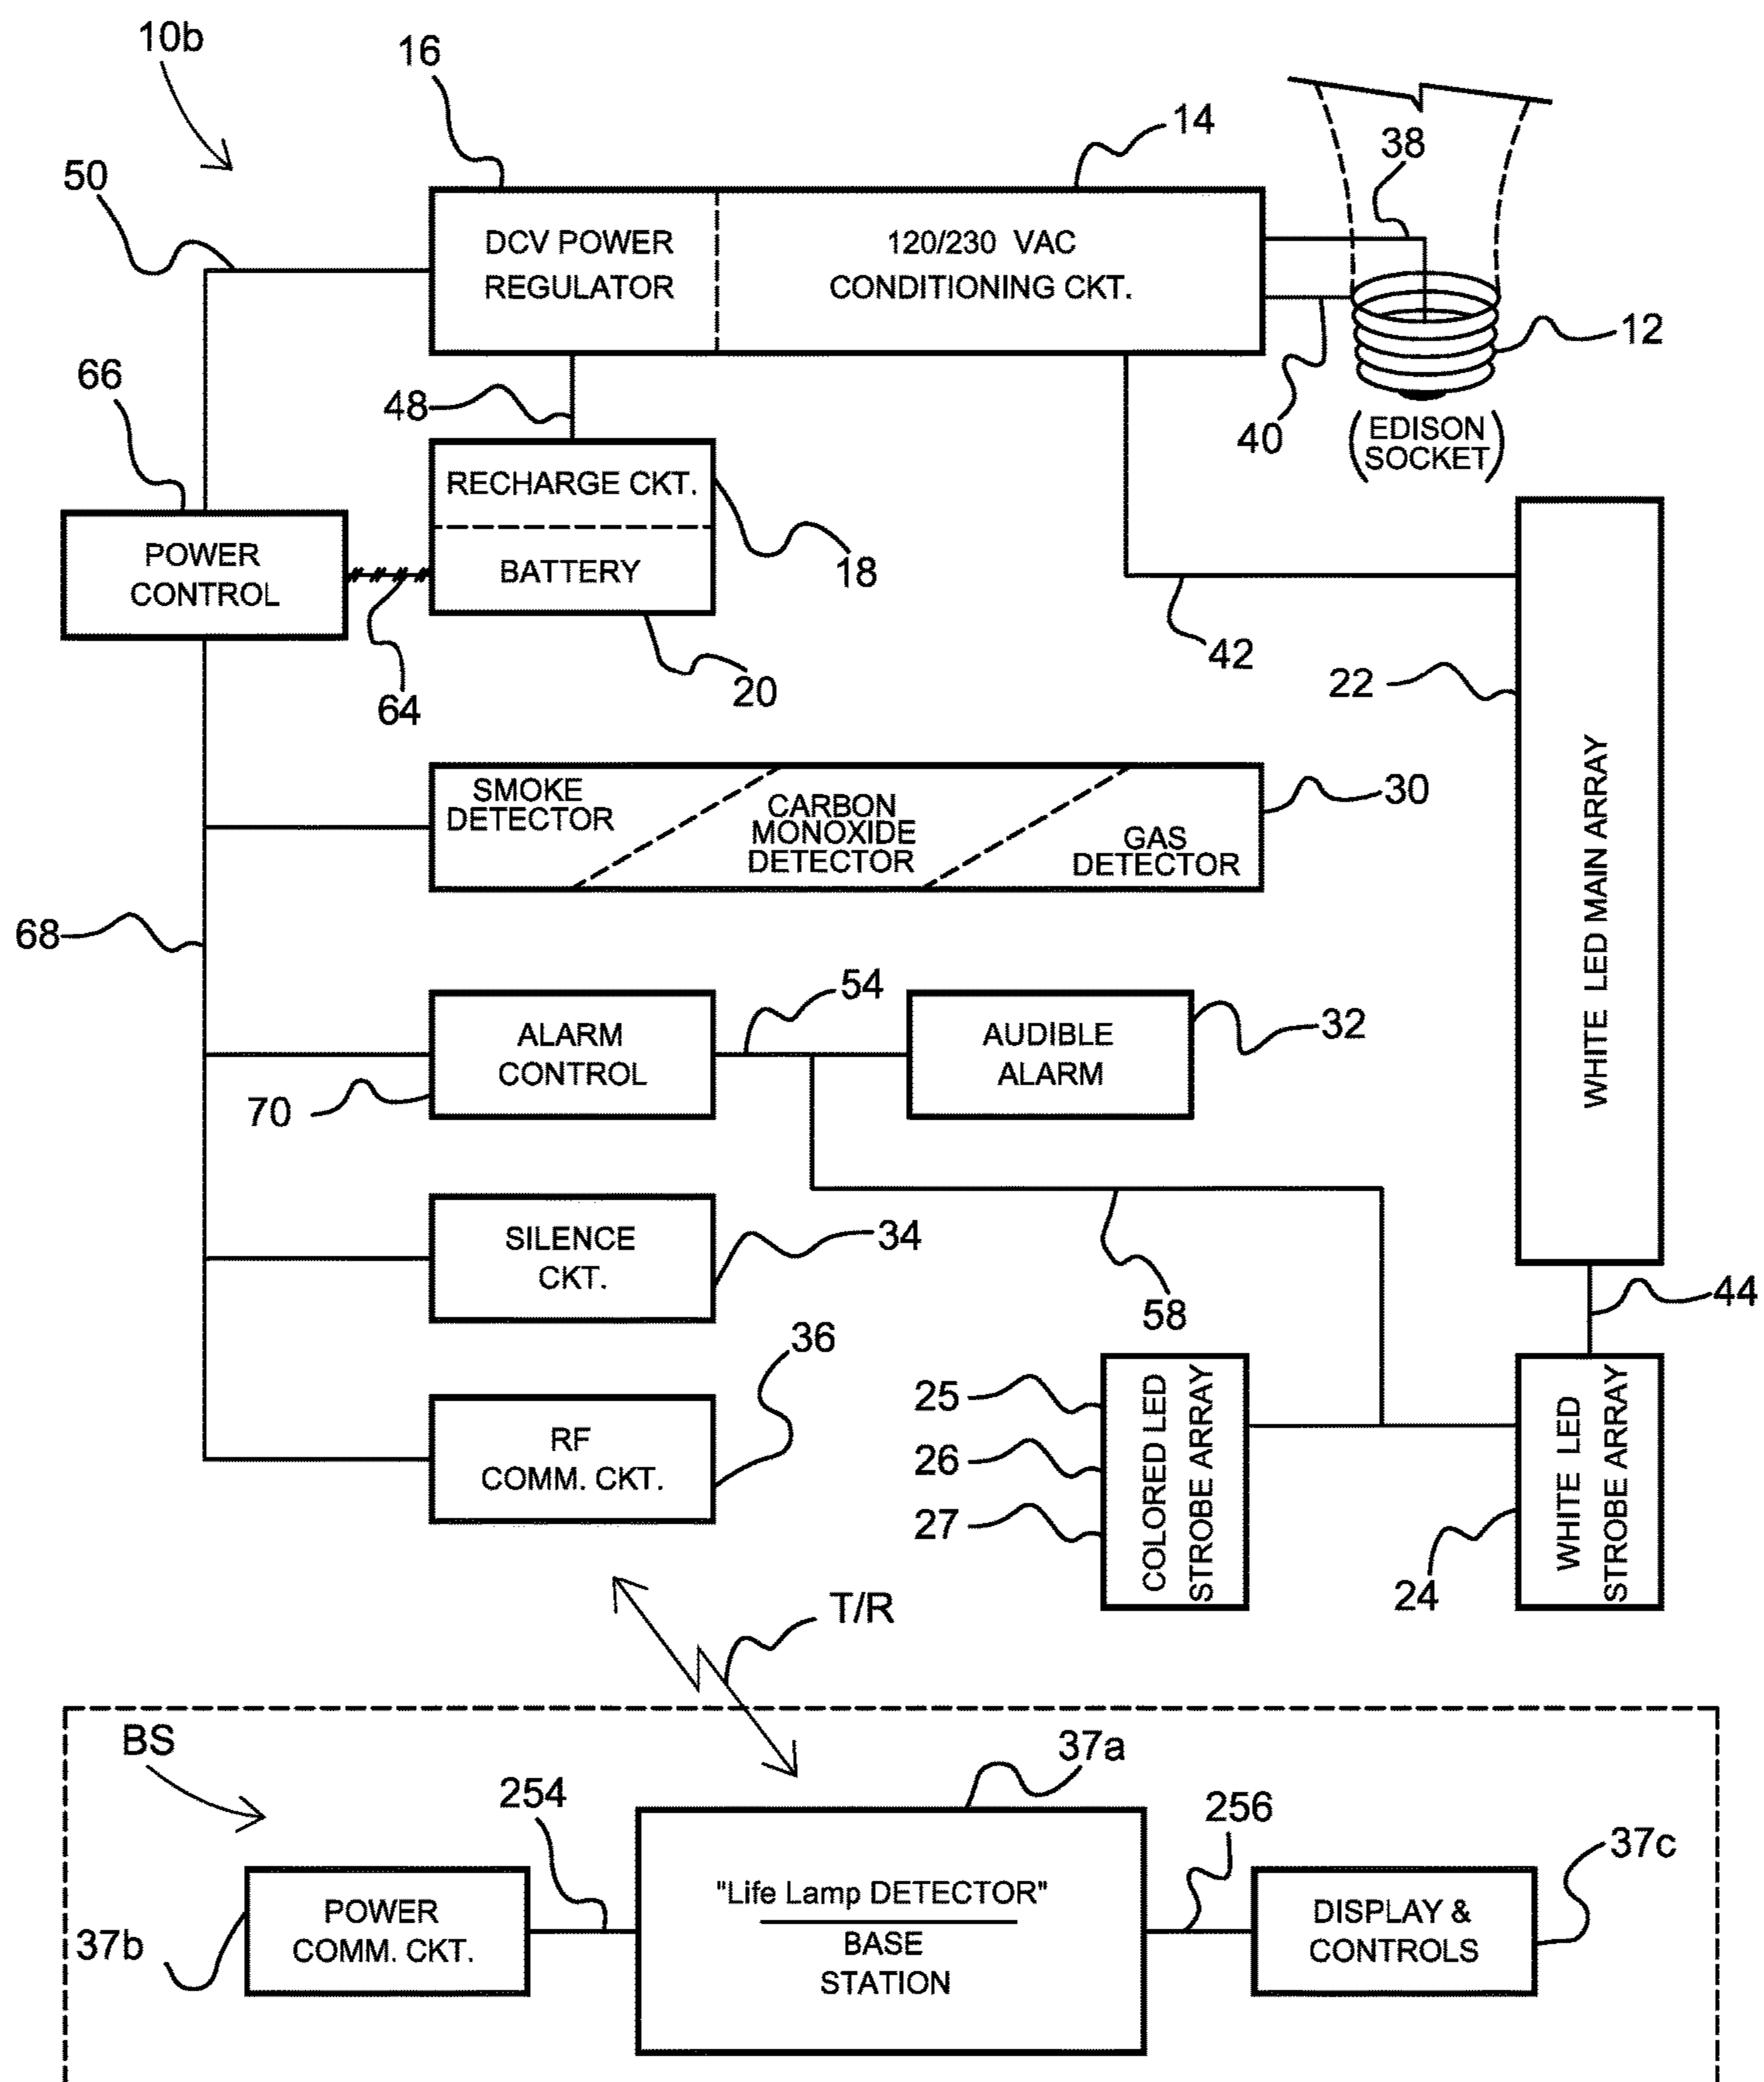 10b
16
14
38
50
DCV POWER
REGULATOR
120/230 VAC
CONDITIONING CKT.
12
66
48
40
(EDISON
SOCKET)
RECHARGE CKT.
POWER
CONTROL
BATTERY
18
42
22
64
20
WHITE LED MAIN ARRAY
SMOKE
DETECTOR
CARBON
MONOXIDE
DETECTOR
GAS
DETECTOR
30
68
54
ALARM
CONTROL
AUDIBLE
ALARM
32
70
SILENCE
CKT.
34
58
44
36
RF
COMM. CKT.
25
26
27
COLORED LED
STROBE ARRAY
WHITE LED
STROBE ARRAY
24
T/R
BS
37a
254
256
37c
"Life Lamp DETECTOR"
BASE
STATION
POWER
COMM. CKT.
37b
DISPLAY &
CONTROLS